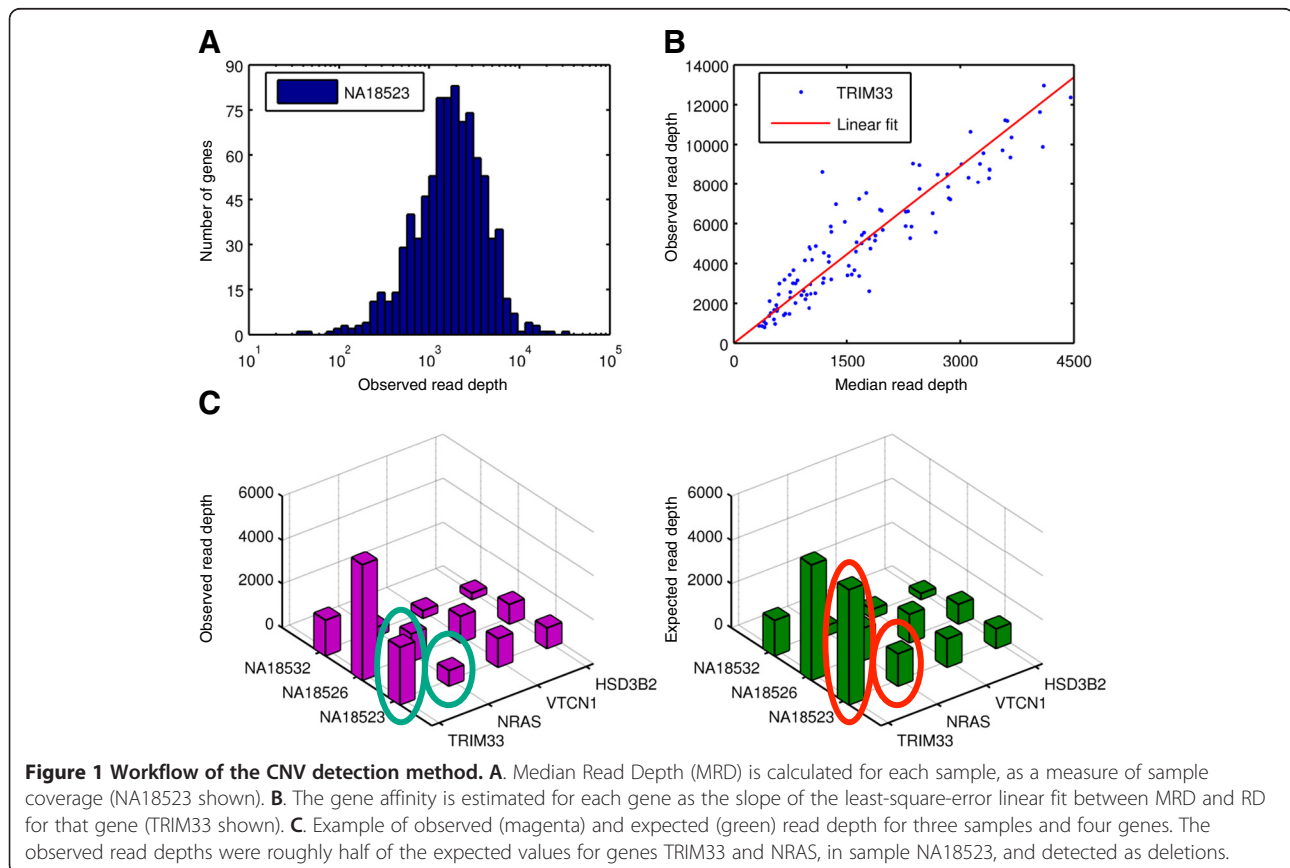 A
90
75
60
45
30
15
0
Number of genes
NA18523
10^1
10^2
10^3
10^4
10^5
Observed read depth
B
14000
12000
10000
8000
6000
4000
2000
0
Observed read depth
TRIM33
Linear fit
0
1500
3000
4500
Median read depth
C
Observed read depth
6000
4000
2000
0
NA18532
NA18526
NA18523
TRIM33
NRAS
VTCN1
HSD3B2
Expected read depth
6000
4000
2000
0
NA18532
NA18526
NA18523
TRIM33
NRAS
VTCN1
HSD3B2
Figure 1 Workflow of the CNV detection method. A. Median Read Depth (MRD) is calculated for each sample, as a measure of sample
coverage (NA18523 shown). B. The gene affinity is estimated for each gene as the slope of the least-square-error linear fit between MRD and RD
for that gene (TRIM33 shown). C. Example of observed (magenta) and expected (green) read depth for three samples and four genes. The
observed read depths were roughly half of the expected values for genes TRIM33 and NRAS, in sample NA18523, and detected as deletions.